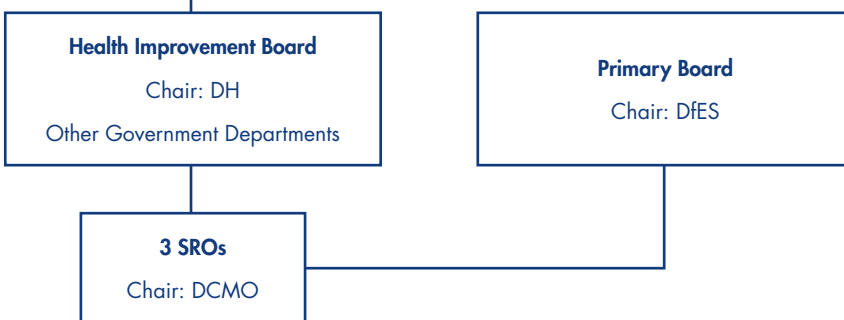 Health Improvement Board
Chair: DH
Other Government Departments
Primary Board
Chair: DfES
3 SROs
Chair: DCMO